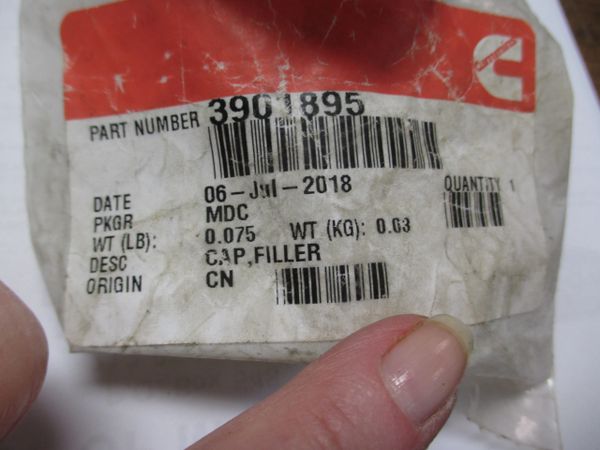 PART NUMBER 3901895
DATE 06-Jul-2018 QUANTITY 1
PKGR MDC
WT (LB): 0.075 WT (KG): 0.03
DESC CAP,FILLER
ORIGIN CN